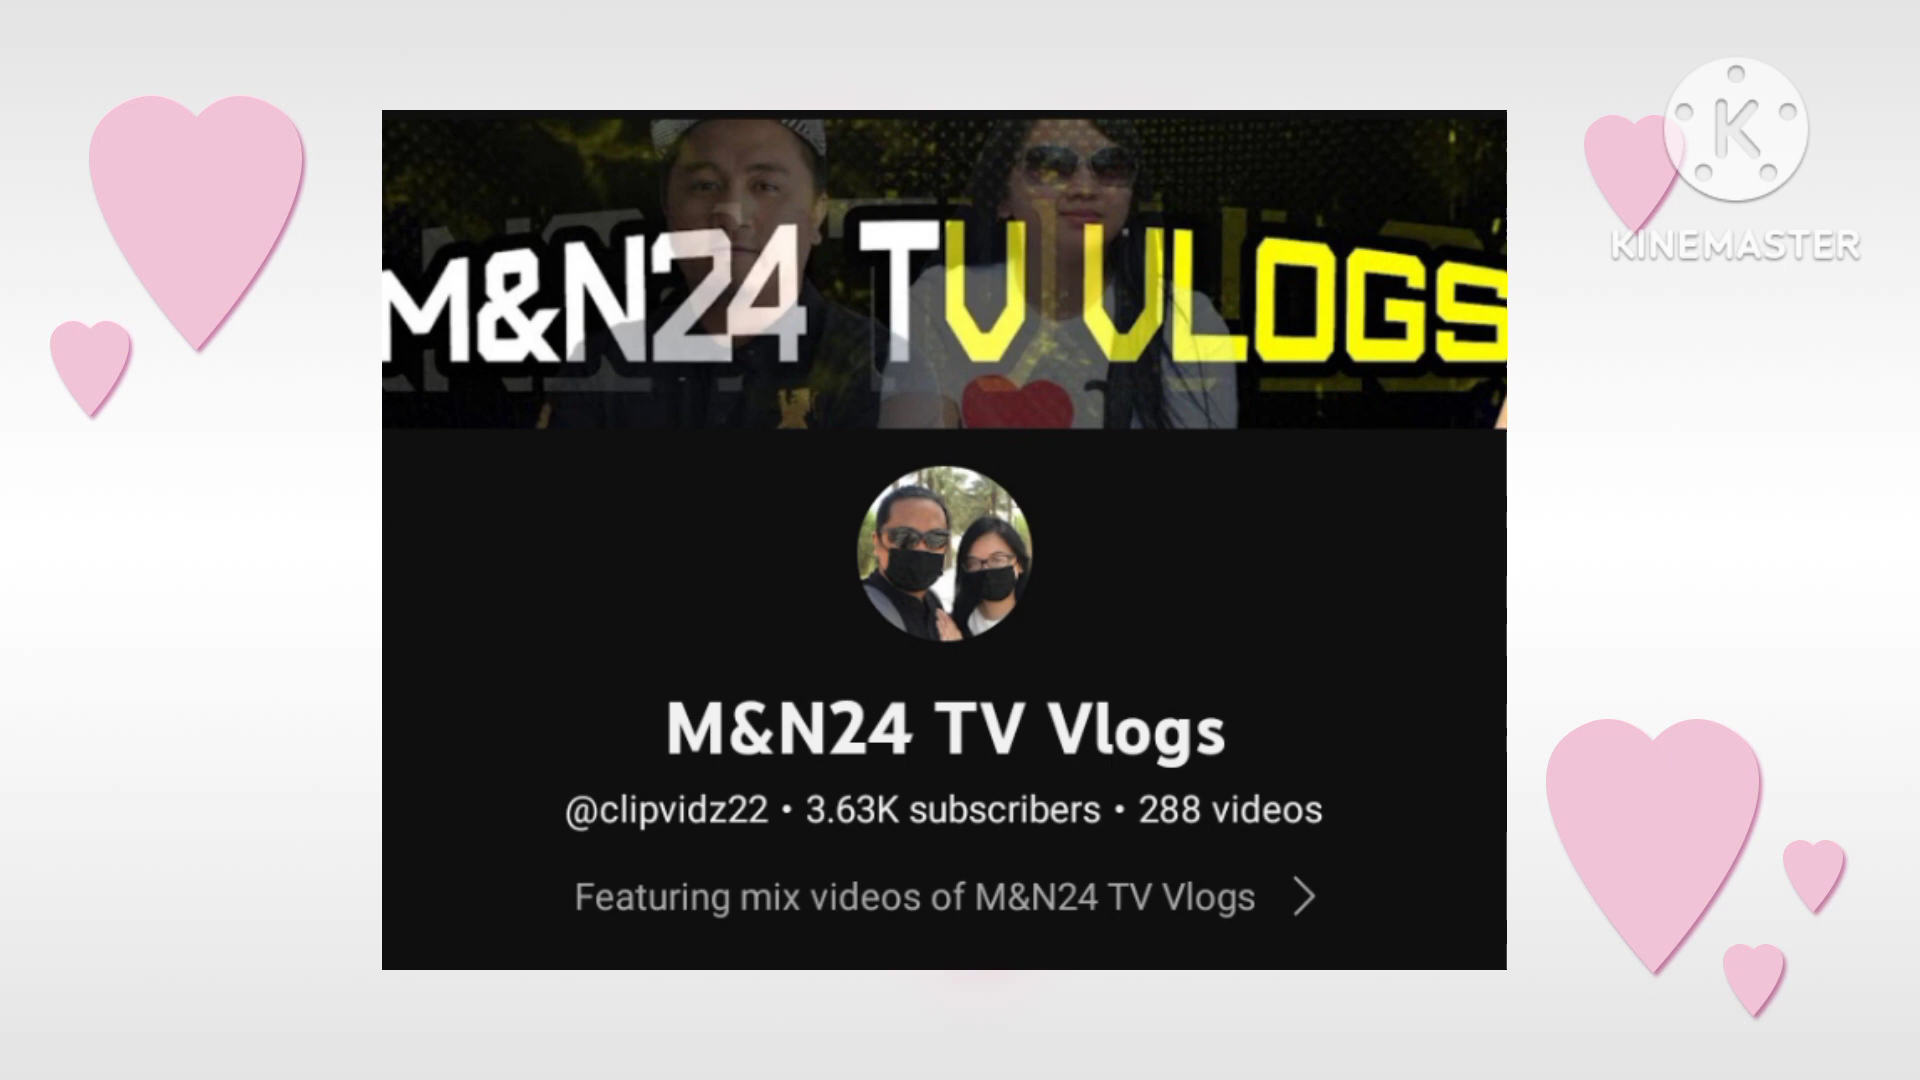 K
KINEMASTER
M&N24 TV VLOGS
M&N24 TV Vlogs
@clipvidz22 • 3.63K subscribers • 288 videos
Featuring mix videos of M&N24 TV Vlogs >